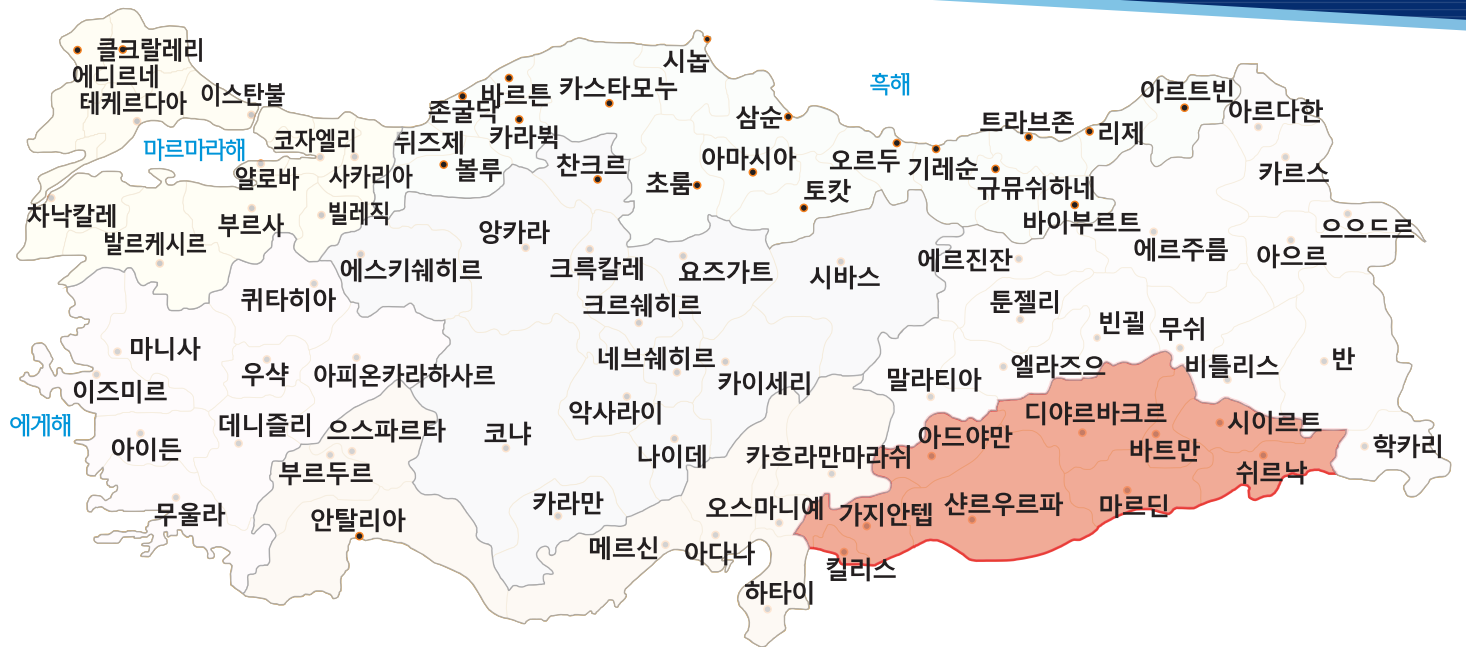 클크랄레리
에디르네
테케르다아
이스탄불
마르마라해
코자엘리
얄로바
사카리아
차낙칼레
발르케시르
부르사
빌레직
존굴닥
바르튼
카라뷕
뒤즈제
볼루
카스타모누
시놉
찬크르
초룸
아마시아
삼순
토캇
오르두
기레순
흑해
트라브존
리제
아르트빈
규뮤쉬하네
바이부르트
아르다한
카르스
으으드르
아으르
에르주름
에르진잔
툰젤리
빈괼
무쉬
비틀리스
반
학카리
엘라즈으
말라티아
에스키쉐히르
앙카라
크륵칼레
요즈가트
시바스
크르쉐히르
네브쉐히르
카이세리
악사라이
나이데
코냐
카라만
퀴타히아
마니사
우샥
아피온카라하사르
이즈미르
에게해
아이든
데니즐리
무울라
으스파르타
부르두르
안탈리아
메르신
아다나
오스마니예
카흐라만마라쉬
하타이
디야르바크르
시이르트
아드야만
바트만
쉬르낙
가지안텝
샨르우르파
마르딘
킬리스